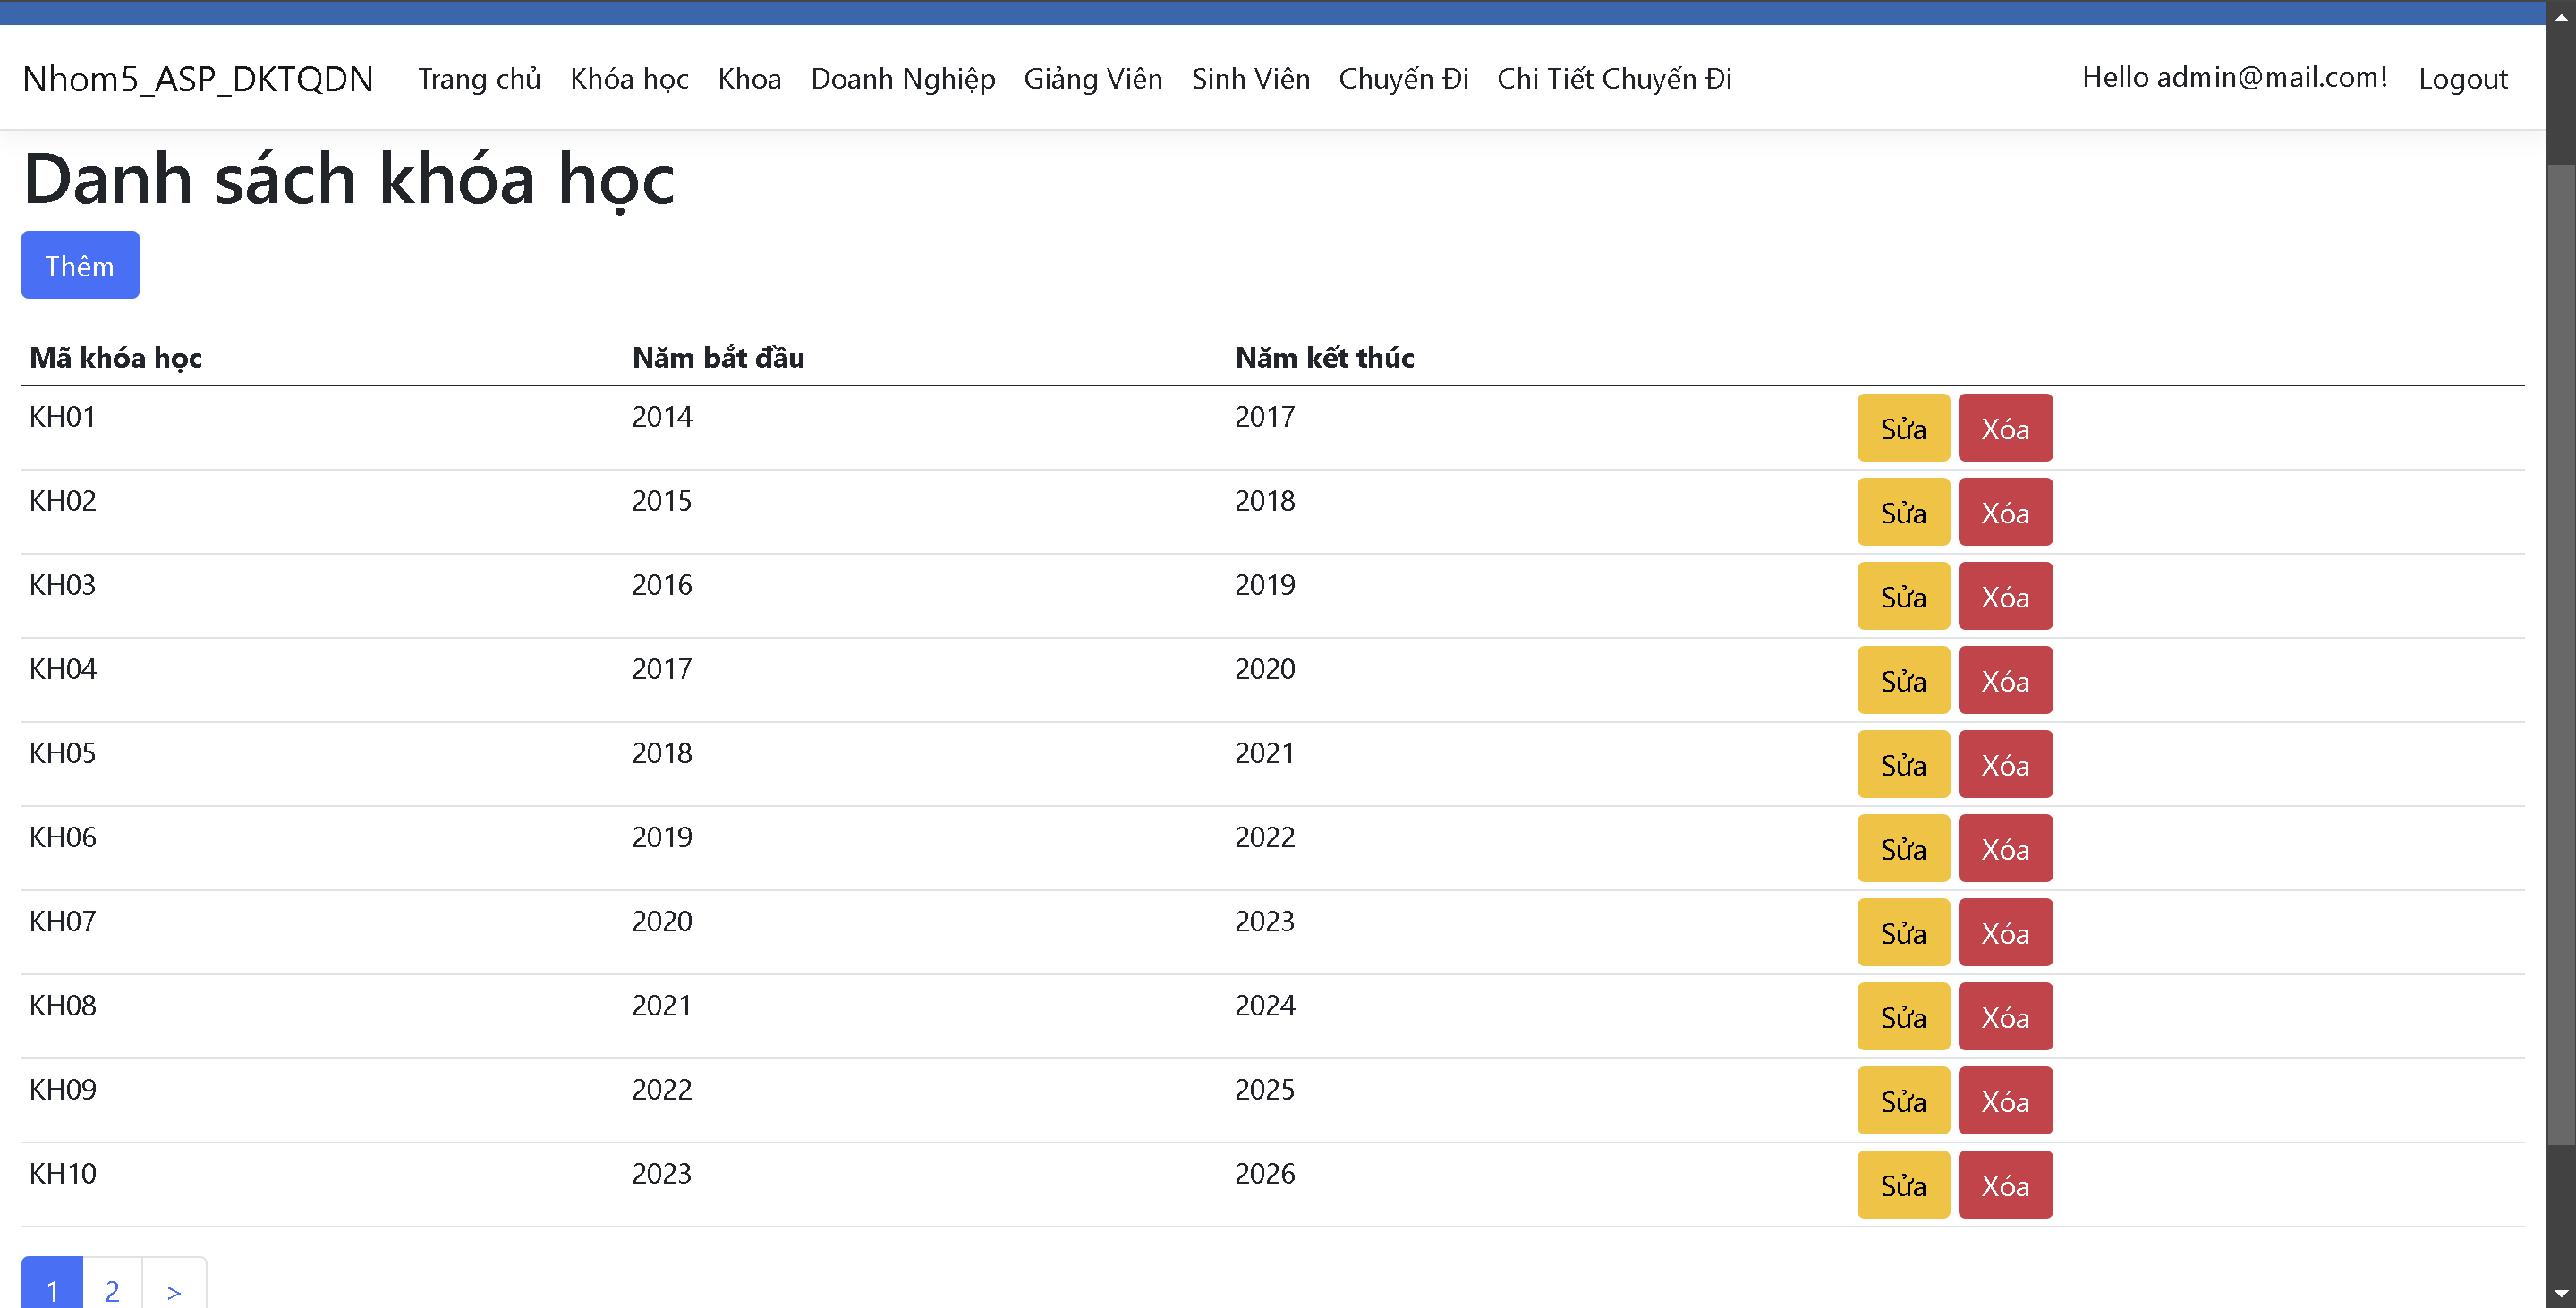 Nhom5_ASP_DKTQDN Trang chủ Khóa học Khoa Doanh Nghiệp Giảng Viên Sinh Viên Chuyến Đi Chi Tiết Chuyến Đi Hello admin@mail.com! Logout
Danh sách khóa học
Thêm
Mã khóa học Năm bắt đầu Năm kết thúc
KH01 2014 2017 Sửa Xóa
KH02 2015 2018 Sửa Xóa
KH03 2016 2019 Sửa Xóa
KH04 2017 2020 Sửa Xóa
KH05 2018 2021 Sửa Xóa
KH06 2019 2022 Sửa Xóa
KH07 2020 2023 Sửa Xóa
KH08 2021 2024 Sửa Xóa
KH09 2022 2025 Sửa Xóa
KH10 2023 2026 Sửa Xóa
1 2 >